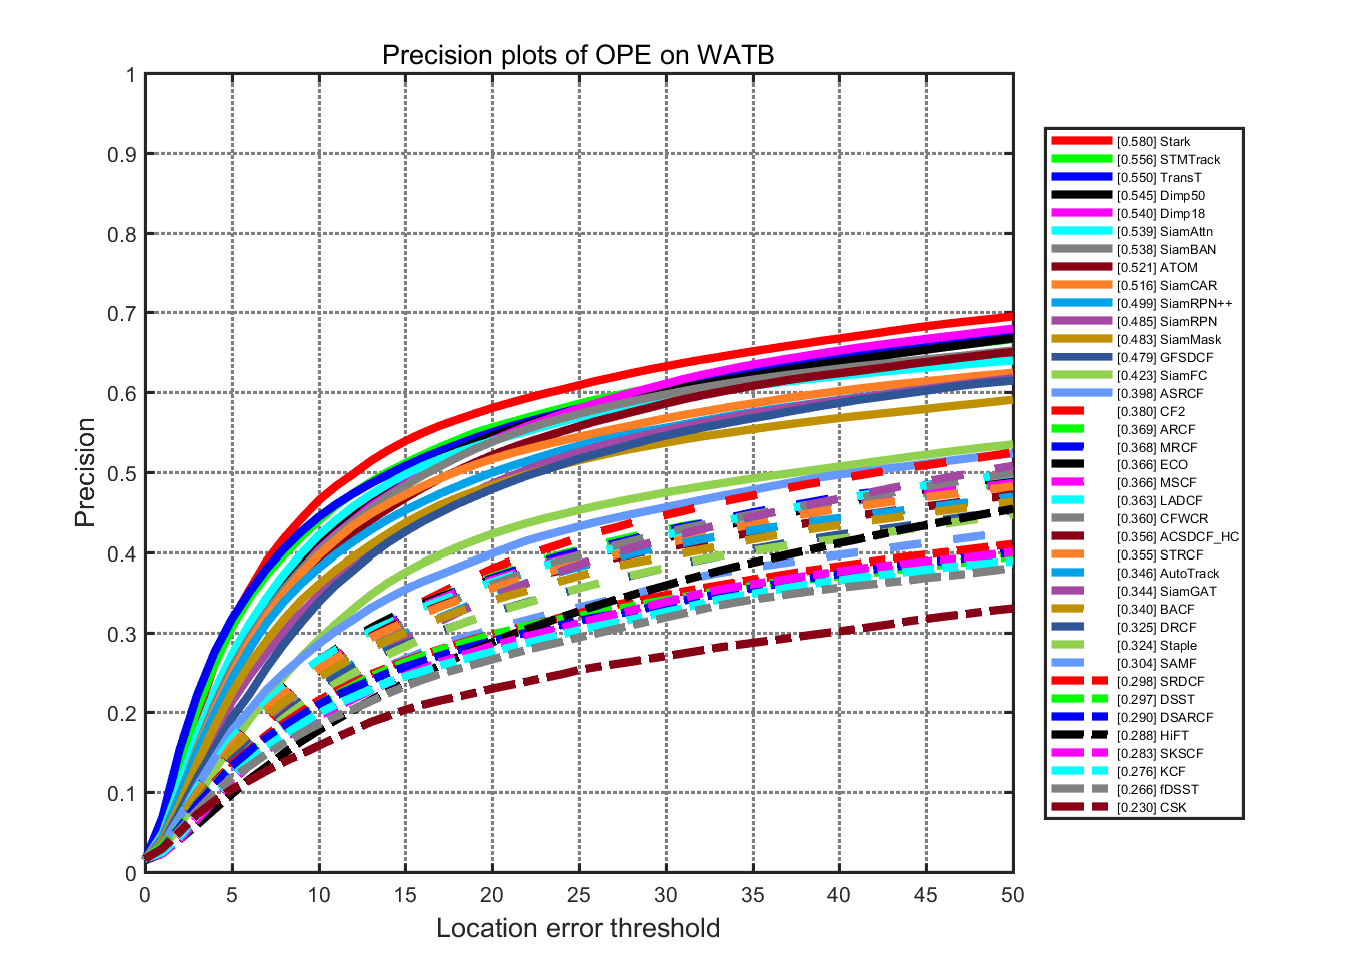 Precision plots of OPE on WATB
1
0.9
0.8
0.7
0.6
0.5
0.4
0.3
0.2
0.1
0
Precision
0 5 10 15 20 25 30 35 40 45 50
Location error threshold
[0.580] Stark
[0.556] STMTrack
[0.550] TransT
[0.545] Dimp50
[0.540] Dimp18
[0.539] SiamAttn
[0.538] SiamBAN
[0.521] ATOM
[0.516] SiamCAR
[0.499] SiamRPN++
[0.485] SiamRPN
[0.483] SiamMask
[0.479] GFSDCF
[0.423] SiamFC
[0.398] ASRCF
[0.380] CF2
[0.369] ARCF
[0.368] MRCF
[0.366] ECO
[0.366] MSCF
[0.363] LADCF
[0.360] CFWCR
[0.356] ACSDCF_HC
[0.355] STRCF
[0.346] AutoTrack
[0.344] SiamGAT
[0.340] BACF
[0.325] DRCF
[0.324] Staple
[0.304] SAMF
[0.298] SRDCF
[0.297] DSST
[0.290] DSARCF
[0.288] HiFT
[0.283] SKSCF
[0.276] KCF
[0.266] fDSST
[0.230] CSK